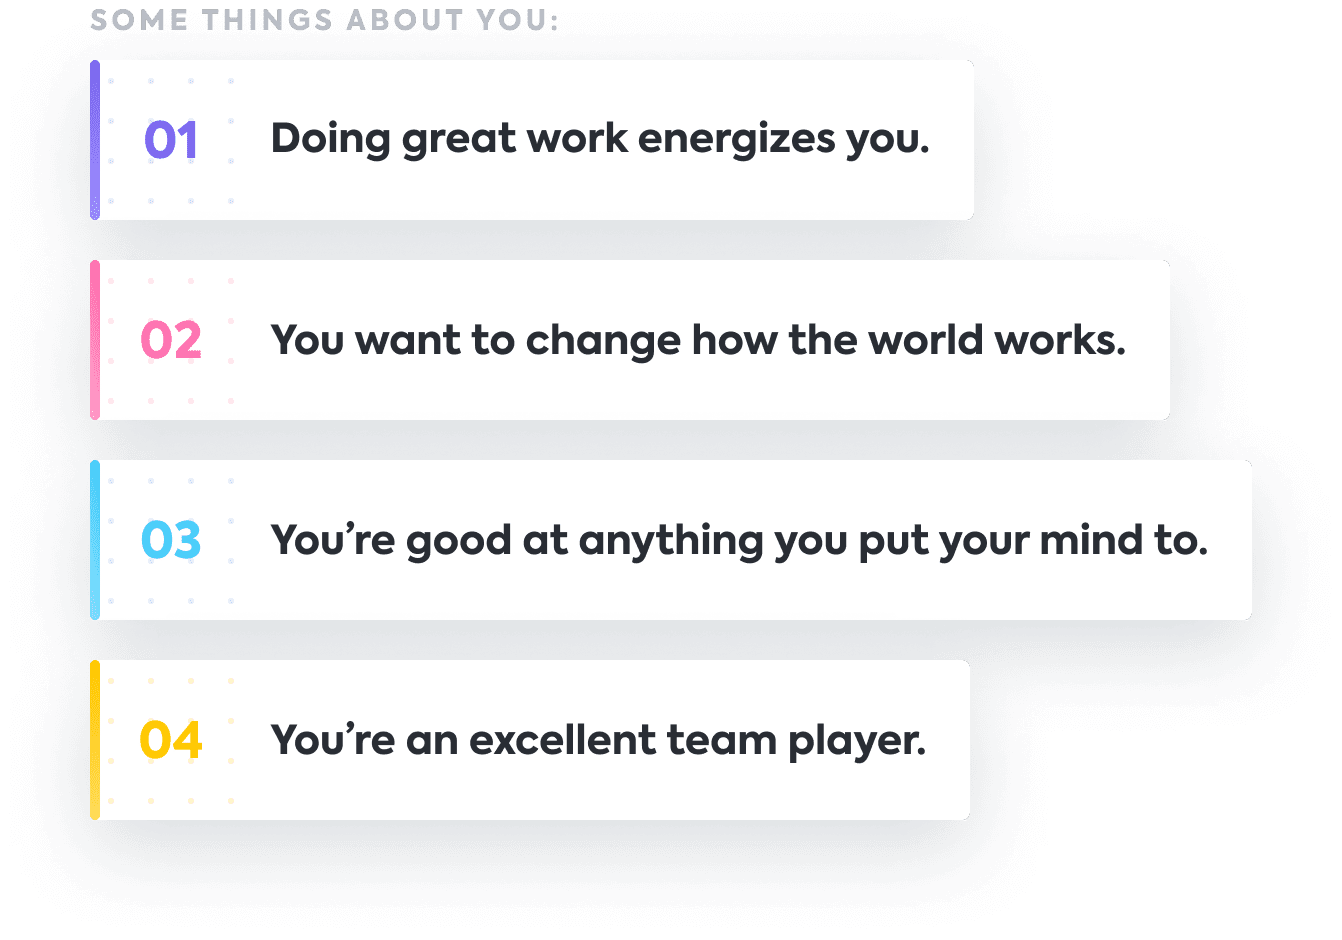 SOME THINGS ABOUT YOU:
01 Doing great work energizes you.
02 You want to change how the world works.
03 You’re good at anything you put your mind to.
04 You’re an excellent team player.